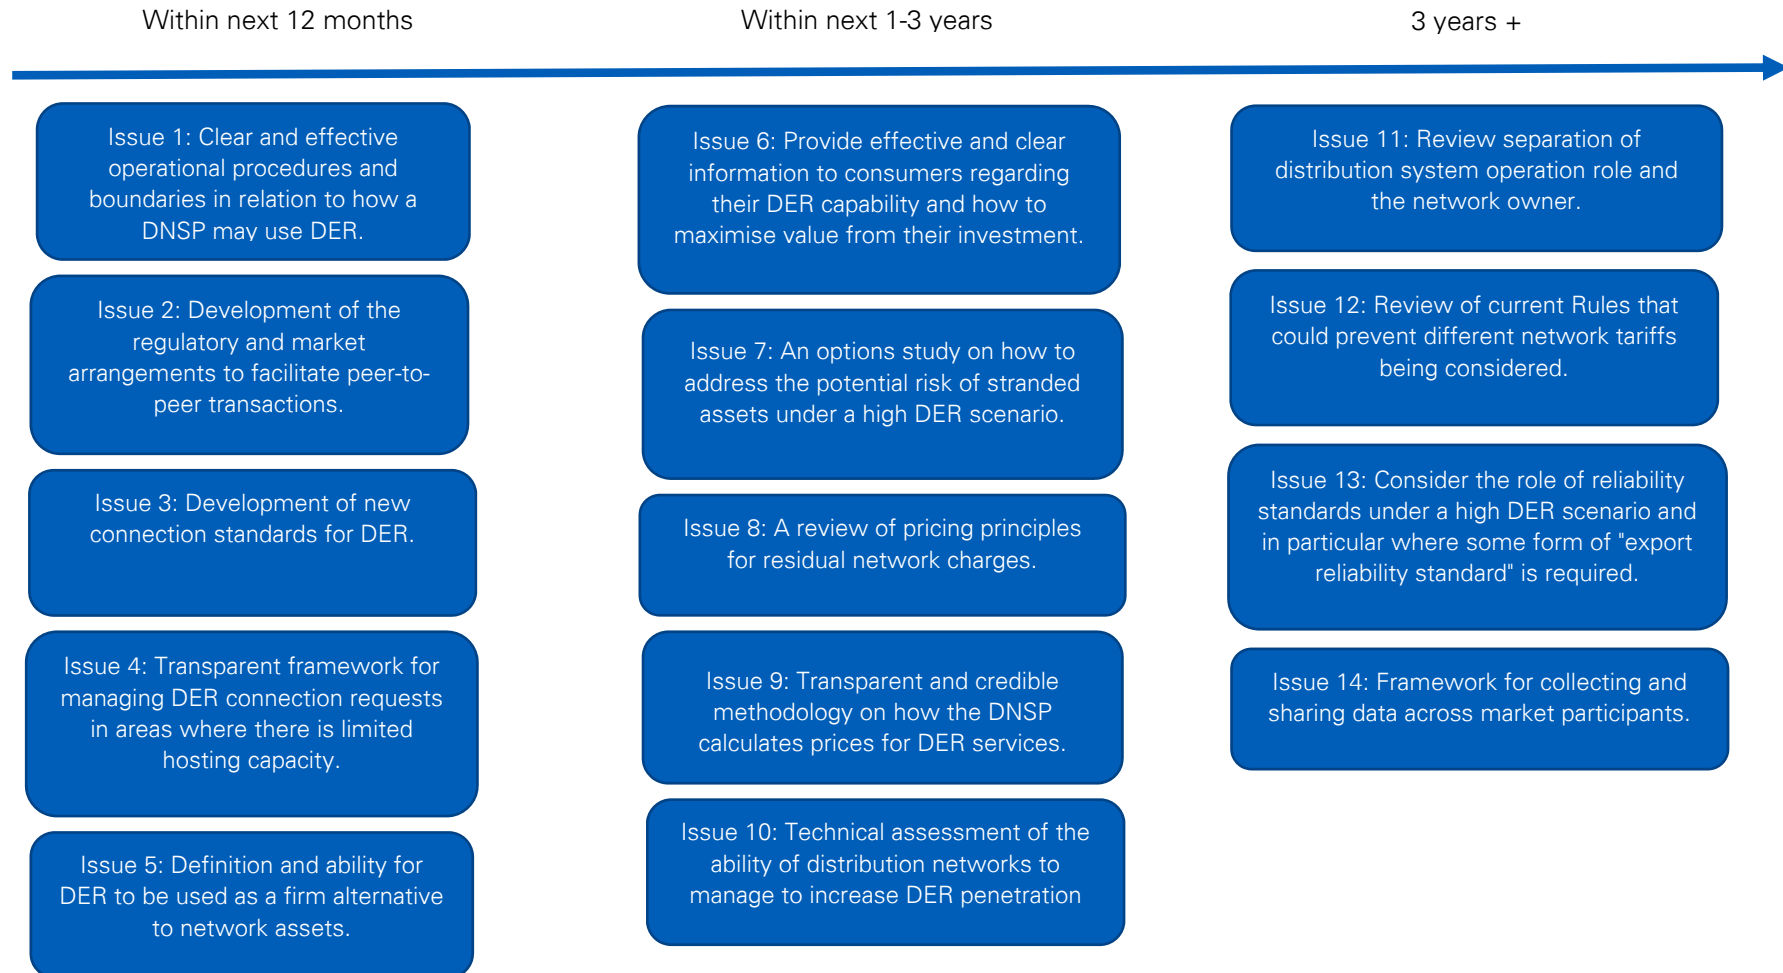 Within next 12 months
Within next 1-3 years
3 years +
Issue 1: Clear and effective
operational procedures and
boundaries in relation to how a
DNSP may use DER.
Issue 2: Development of the
regulatory and market
arrangements to facilitate peer-to-
peer transactions.
Issue 3: Development of new
connection standards for DER.
Issue 4: Transparent framework for
managing DER connection requests
in areas where there is limited
hosting capacity.
Issue 5: Definition and ability for
DER to be used as a firm alternative
to network assets.
Issue 6: Provide effective and clear
information to consumers regarding
their DER capability and how to
maximise value from their investment.
Issue 7: An options study on how to
address the potential risk of stranded
assets under a high DER scenario.
Issue 8: A review of pricing principles
for residual network charges.
Issue 9: Transparent and credible
methodology on how the DNSP
calculates prices for DER services.
Issue 10: Technical assessment of the
ability of distribution networks to
manage to increase DER penetration
Issue 11: Review separation of
distribution system operation role and
the network owner.
Issue 12: Review of current Rules that
could prevent different network tariffs
being considered.
Issue 13: Consider the role of reliability
standards under a high DER scenario and
in particular where some form of "export
reliability standard" is required.
Issue 14: Framework for collecting and
sharing data across market participants.